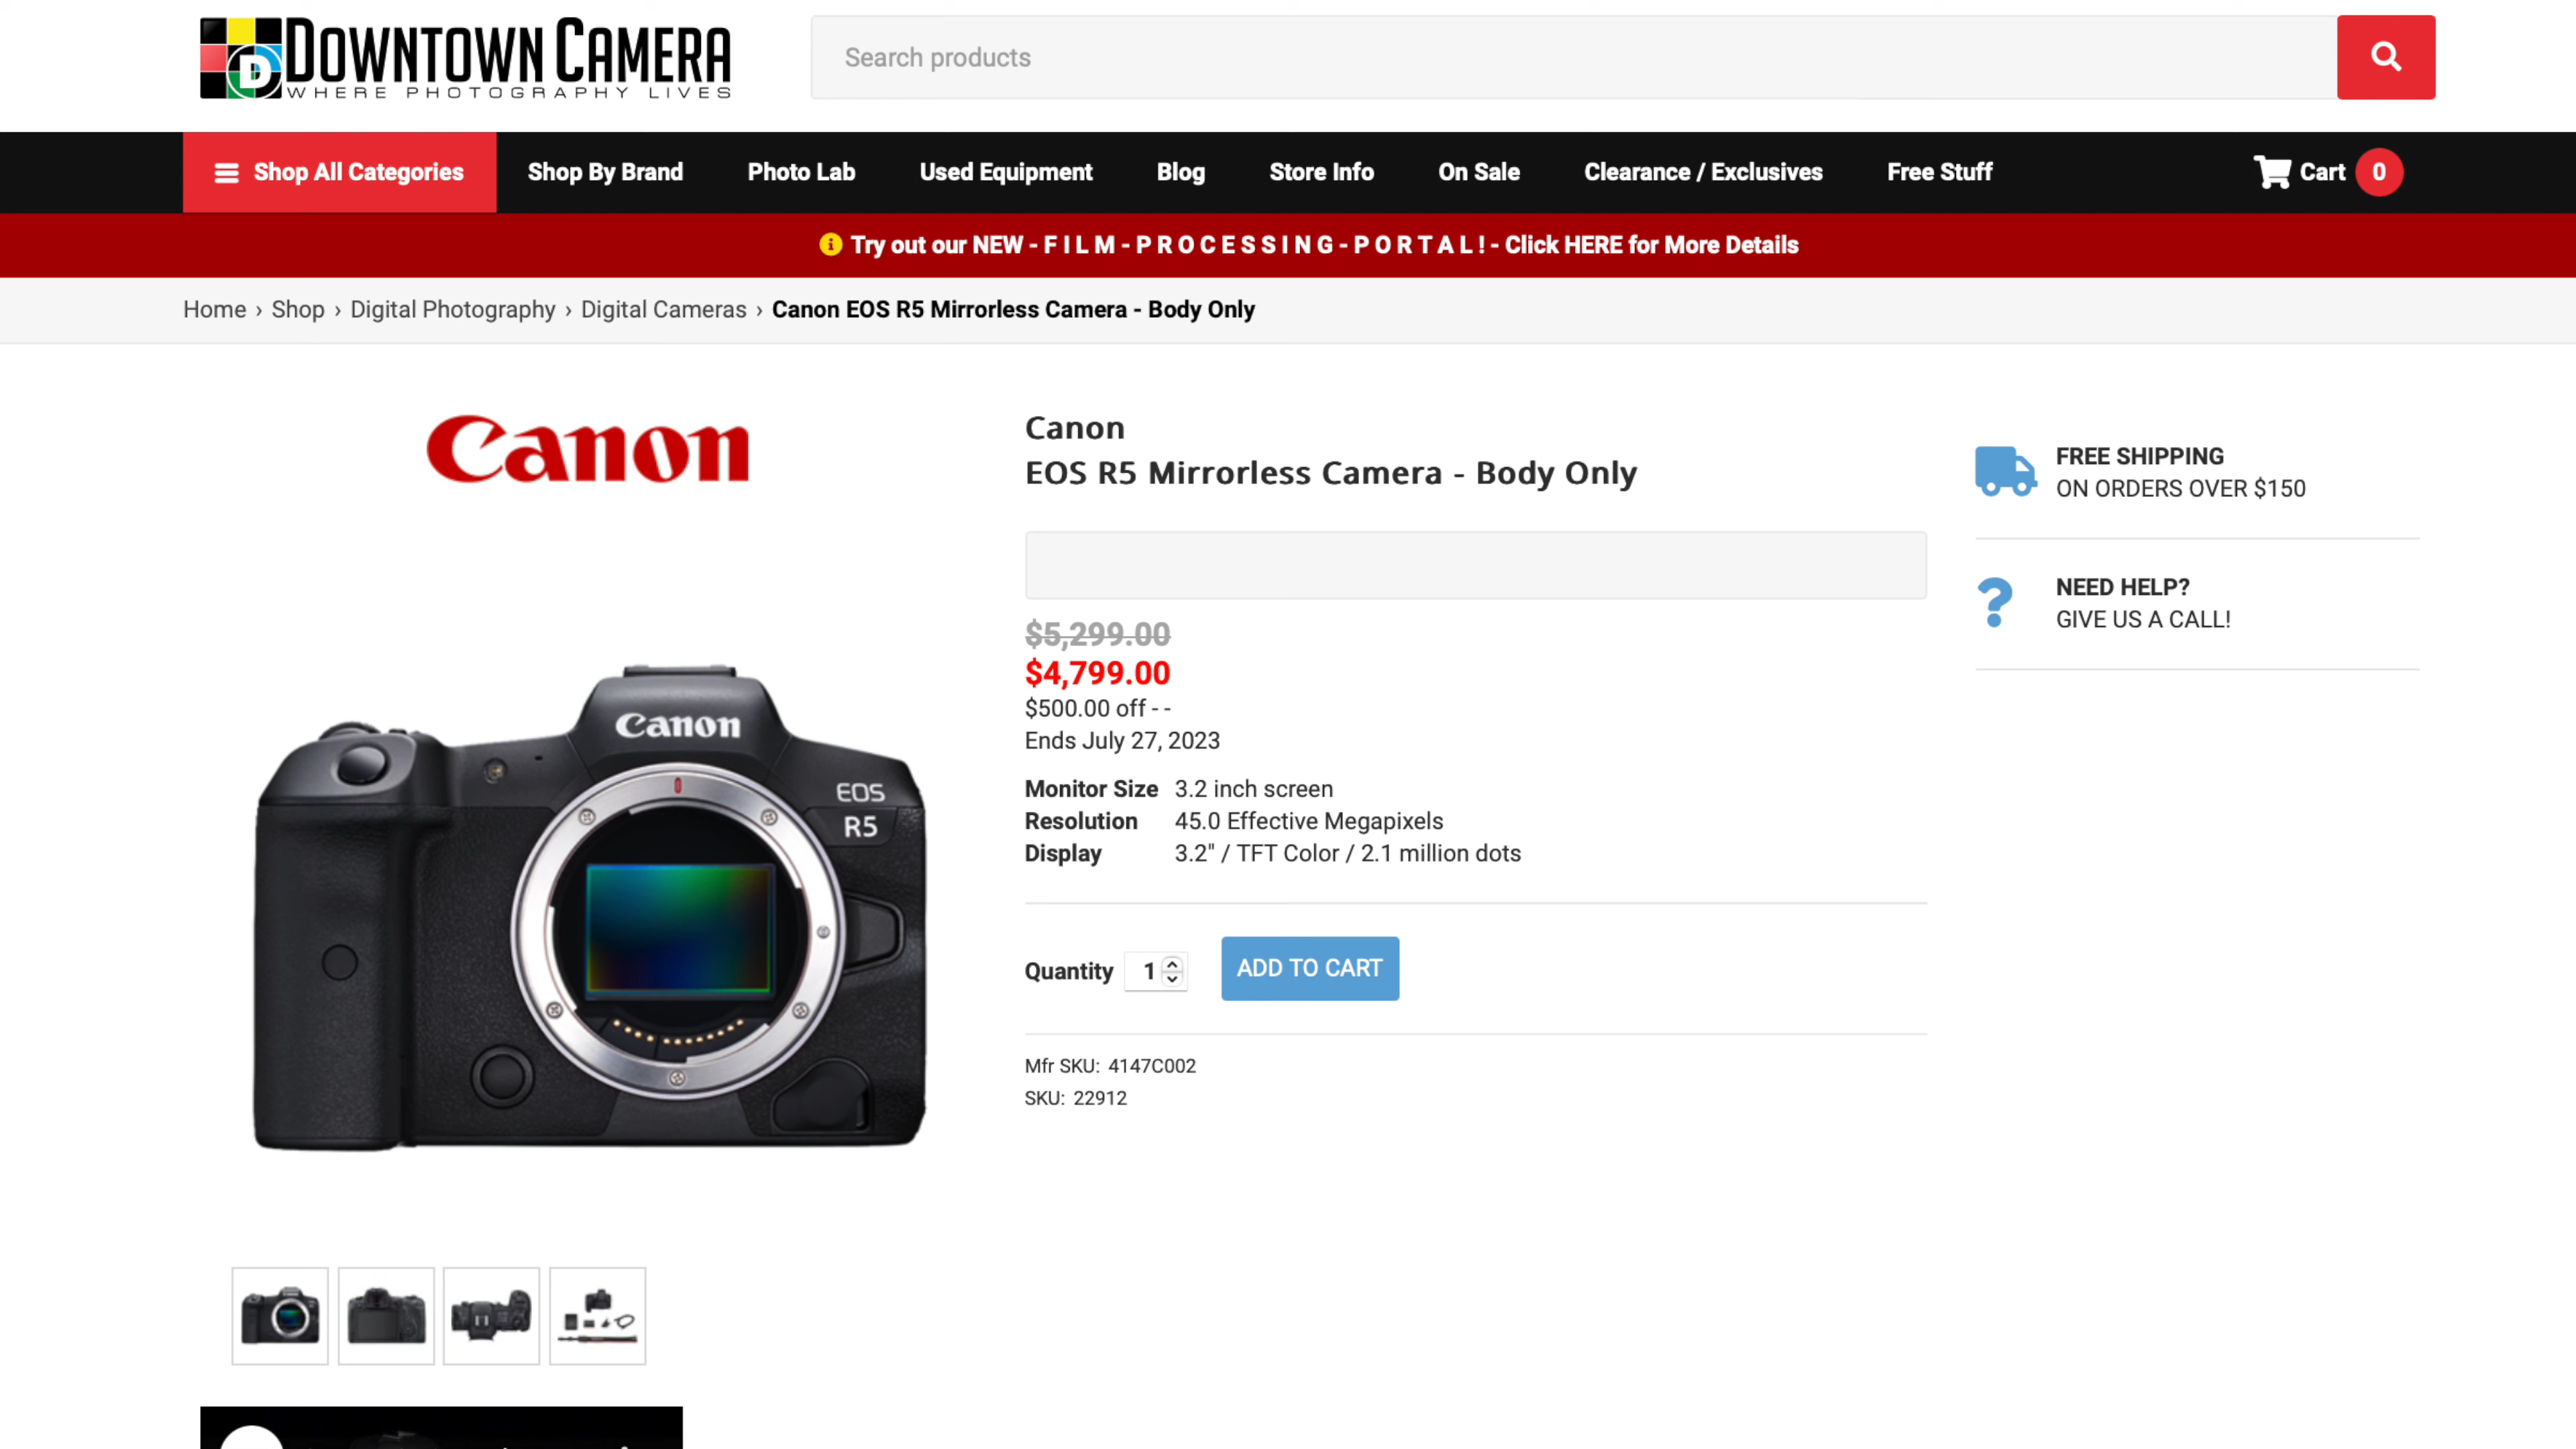 DOWNTOWN CAMERA
WHERE PHOTOGRAPHY LIVES
Search products
Shop All Categories
Shop By Brand
Photo Lab
Used Equipment
Blog
Store Info
On Sale
Clearance / Exclusives
Free Stuff
Cart 0
Try out our NEW - F I L M - P R O C E S S I N G - P O R T A L ! - Click HERE for More Details
Home › Shop › Digital Photography › Digital Cameras › Canon EOS R5 Mirrorless Camera - Body Only
Canon
Canon
EOS
R5
Canon
EOS R5 Mirrorless Camera - Body Only
$5,299.00
$4,799.00
$500.00 off - -
Ends July 27, 2023
Monitor Size 3.2 inch screen
Resolution 45.0 Effective Megapixels
Display 3.2" / TFT Color / 2.1 million dots
Quantity 1 ADD TO CART
Mfr SKU: 4147C002
SKU: 22912
FREE SHIPPING
ON ORDERS OVER $150
NEED HELP?
GIVE US A CALL!